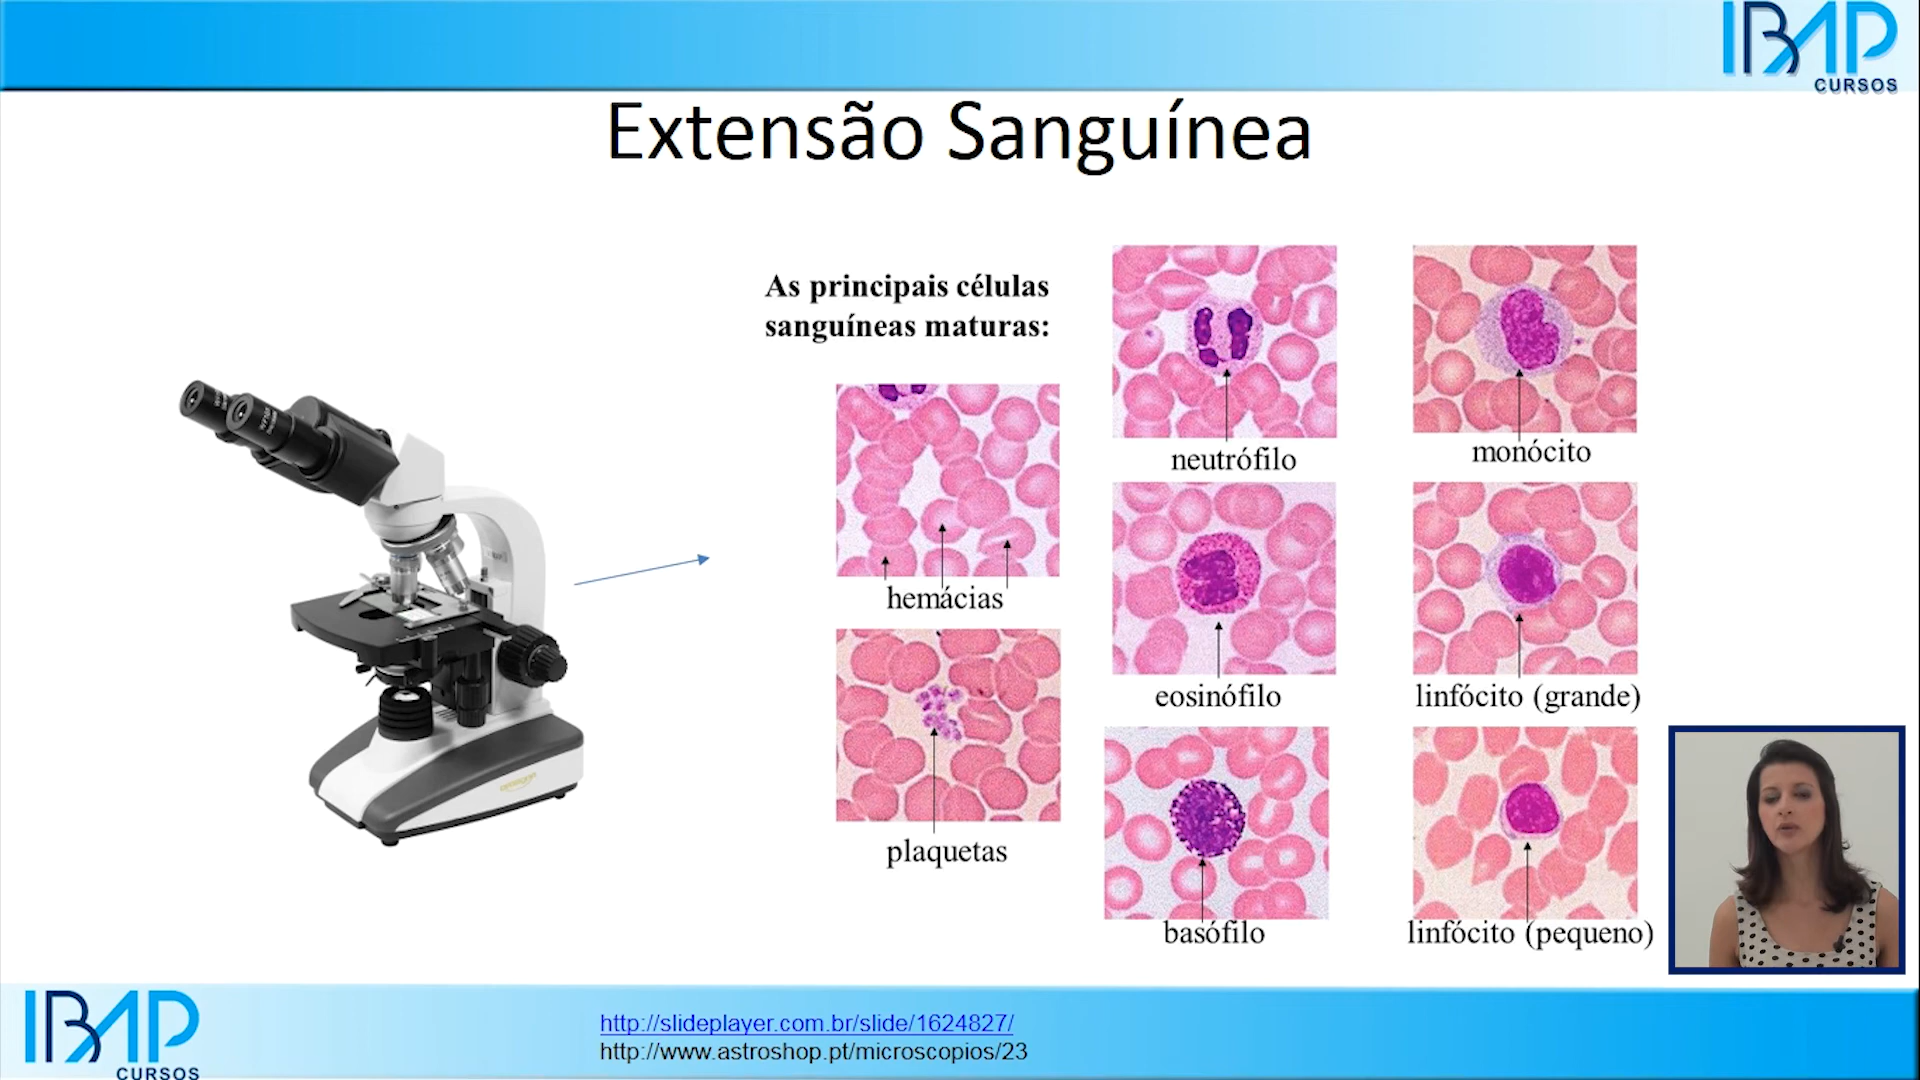 IBAP
CURSOS
Extensão Sanguínea
As principais células
sanguíneas maturas:
hemácias
plaquetas
neutrófilo
eosinófilo
basófilo
monócito
linfócito (grande)
linfócito (pequeno)
IBAP
CURSOS
http://slideplayer.com.br/slide/1624827/
http://www.astroshop.pt/microscopios/23